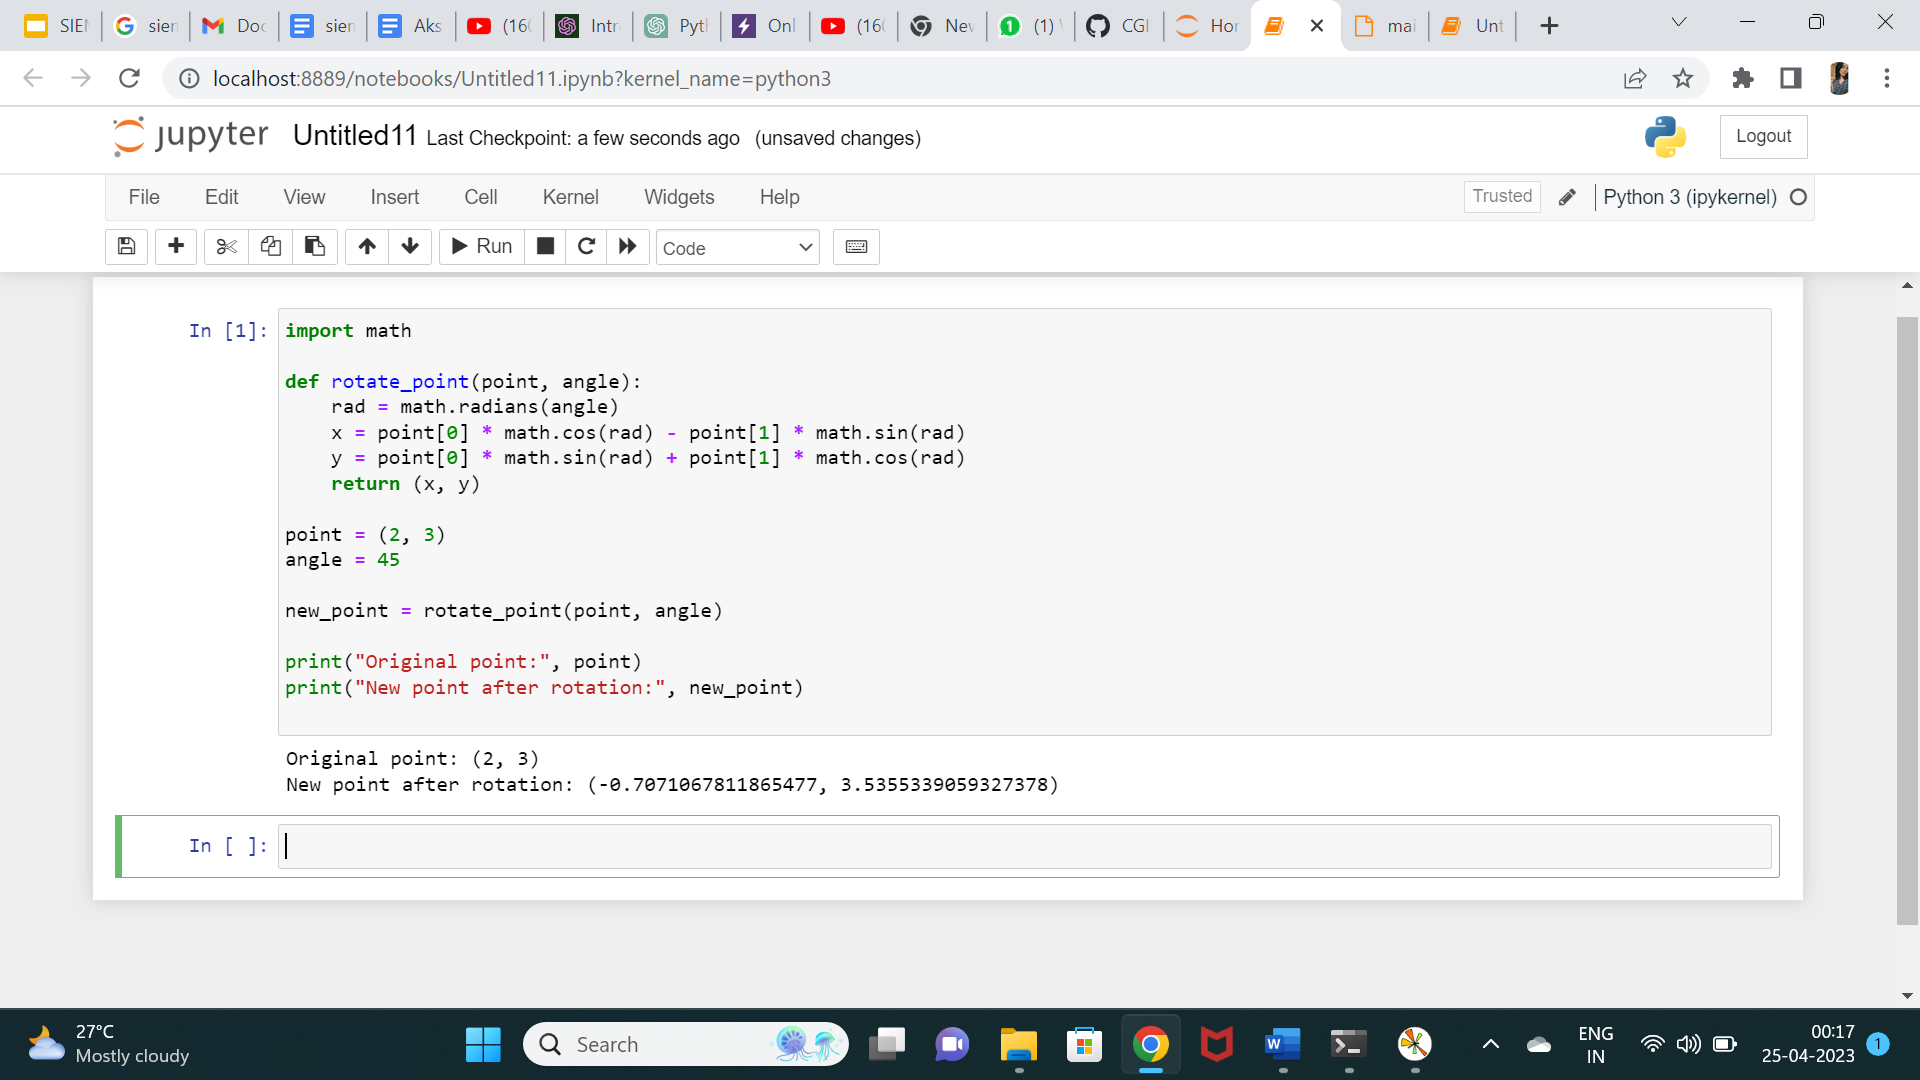 SIEM sien Doc sien Aks (160 Intr Pyth Onl (160 Nev (1) CGI Hor mai Unt
localhost:8889/notebooks/Untitled11.ipynb?kernel_name=python3
jupyter Untitled11 Last Checkpoint: a few seconds ago (unsaved changes) Logout
File Edit View Insert Cell Kernel Widgets Help Trusted Python 3 (ipykernel)
Run Code
In [1]: import math
def rotate_point(point, angle):
rad = math.radians(angle)
x = point[0] * math.cos(rad) - point[1] * math.sin(rad)
y = point[0] * math.sin(rad) + point[1] * math.cos(rad)
return (x, y)
point = (2, 3)
angle = 45
new_point = rotate_point(point, angle)
print("Original point:", point)
print("New point after rotation:", new_point)
Original point: (2, 3)
New point after rotation: (-0.7071067811865477, 3.5355339059327378)
In [ ]:
27°C
Mostly cloudy
Search
ENG
IN
00:17
25-04-2023
1